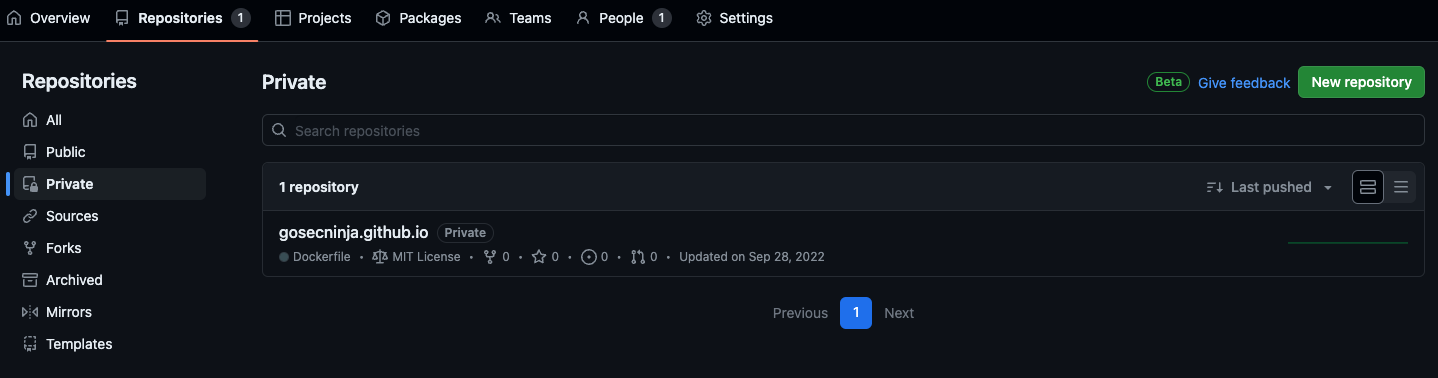 Overview Repositories 1 Projects Packages Teams People 1 Settings
Repositories
All
Public
Private
Sources
Forks
Archived
Mirrors
Templates
Private
Beta Give feedback New repository
Search repositories
1 repository Last pushed
gosecninja.github.io Private
Dockerfile • MIT License • 0 • 0 • 0 • 0 • Updated on Sep 28, 2022
Previous 1 Next